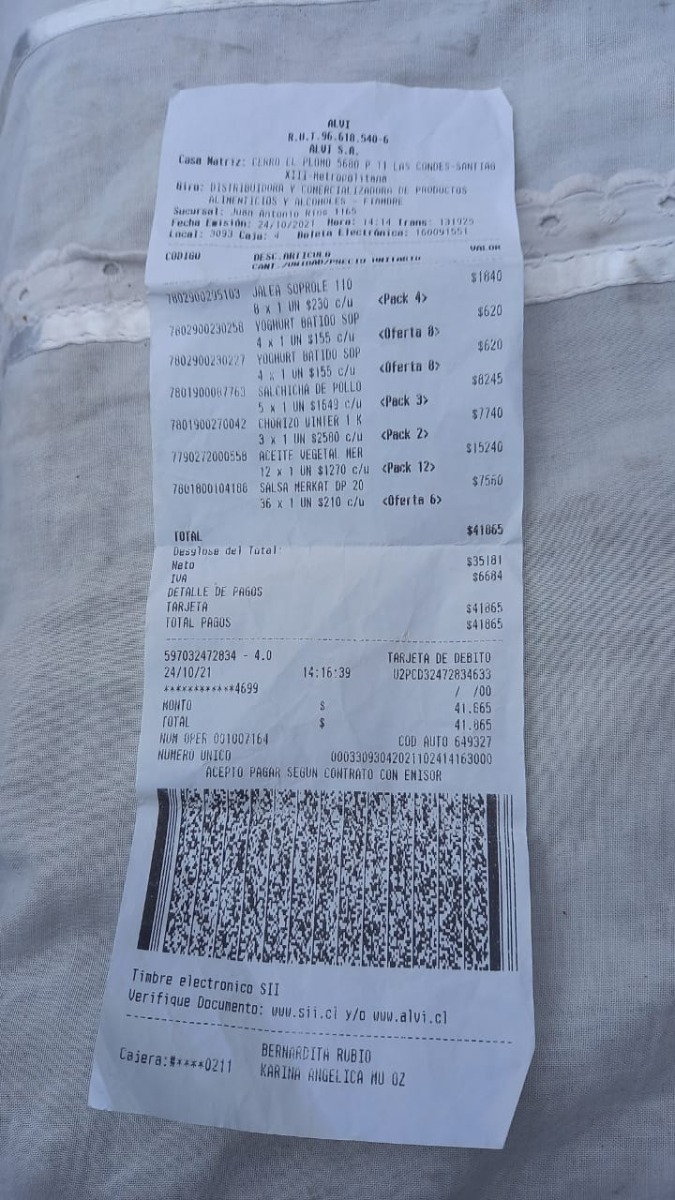 ALVI
R.U.T.96.618.540-6
ALVI S.A.
Casa Matriz: CERRO EL PLOMO 5680 P 11 LAS CONDES-SANTIAG
XIII-Metropolitana
Giro: DISTRIBUIDORA Y COMERCIALIZADORA DE PRODUCTOS
ALIMENTICIOS Y ALCOHOLES - FIAMBRE
Sucursal: Juan Antonio Rios 1165
Fecha Emisión: 24/10/2021 Hora: 14:14 Trans: 131925
Local: 3093 Caja: 4 Boleta Electrónica: 160091551
CODIGO DESC.ARTICULO VALOR
CANT./UNIDAD/PRECIO UNITARIO
7802900295103 JALEA SOPROLE 110 $1840
8 x 1 UN $230 c/u <Pack 4>
7802900230258 YOGHURT BATIDO SOP $620
4 x 1 UN $155 c/u <Oferta 8>
7802900230227 YOGHURT BATIDO SOP $620
4 x 1 UN $155 c/u <Oferta 8>
7801900087763 SALCHICHA DE POLLO $8245
5 x 1 UN $1649 c/u <Pack 3>
7801900270042 CHORIZO WINTER 1 K $7740
3 x 1 UN $2580 c/u <Pack 2>
7790272000558 ACEITE VEGETAL MER $15240
12 x 1 UN $1270 c/u <Pack 12>
7801800104186 SALSA MERKAT DP 20 $7560
36 x 1 UN $210 c/u <Oferta 6>
TOTAL $41865
Desglose del Total:
Neto $35181
IVA $6684
DETALLE DE PAGOS
TARJETA $41865
TOTAL PAGOS $41865
597032472834 - 4.0 TARJETA DE DEBITO
24/10/21 14:16:39 U2PCD32472834633
************4699 / /00
MONTO $ 41.865
TOTAL $ 41.865
NUM OPER 001007164 COD AUTO 649327
NUMERO UNICO 00033093042021102414163000
ACEPTO PAGAR SEGUN CONTRATO CON EMISOR
Timbre electronico SII
Verifique Documento: www.sii.cl y/o www.alvi.cl
Cajera:#****0211 BERNARDITA RUBIO
KARINA ANGELICA MU OZ